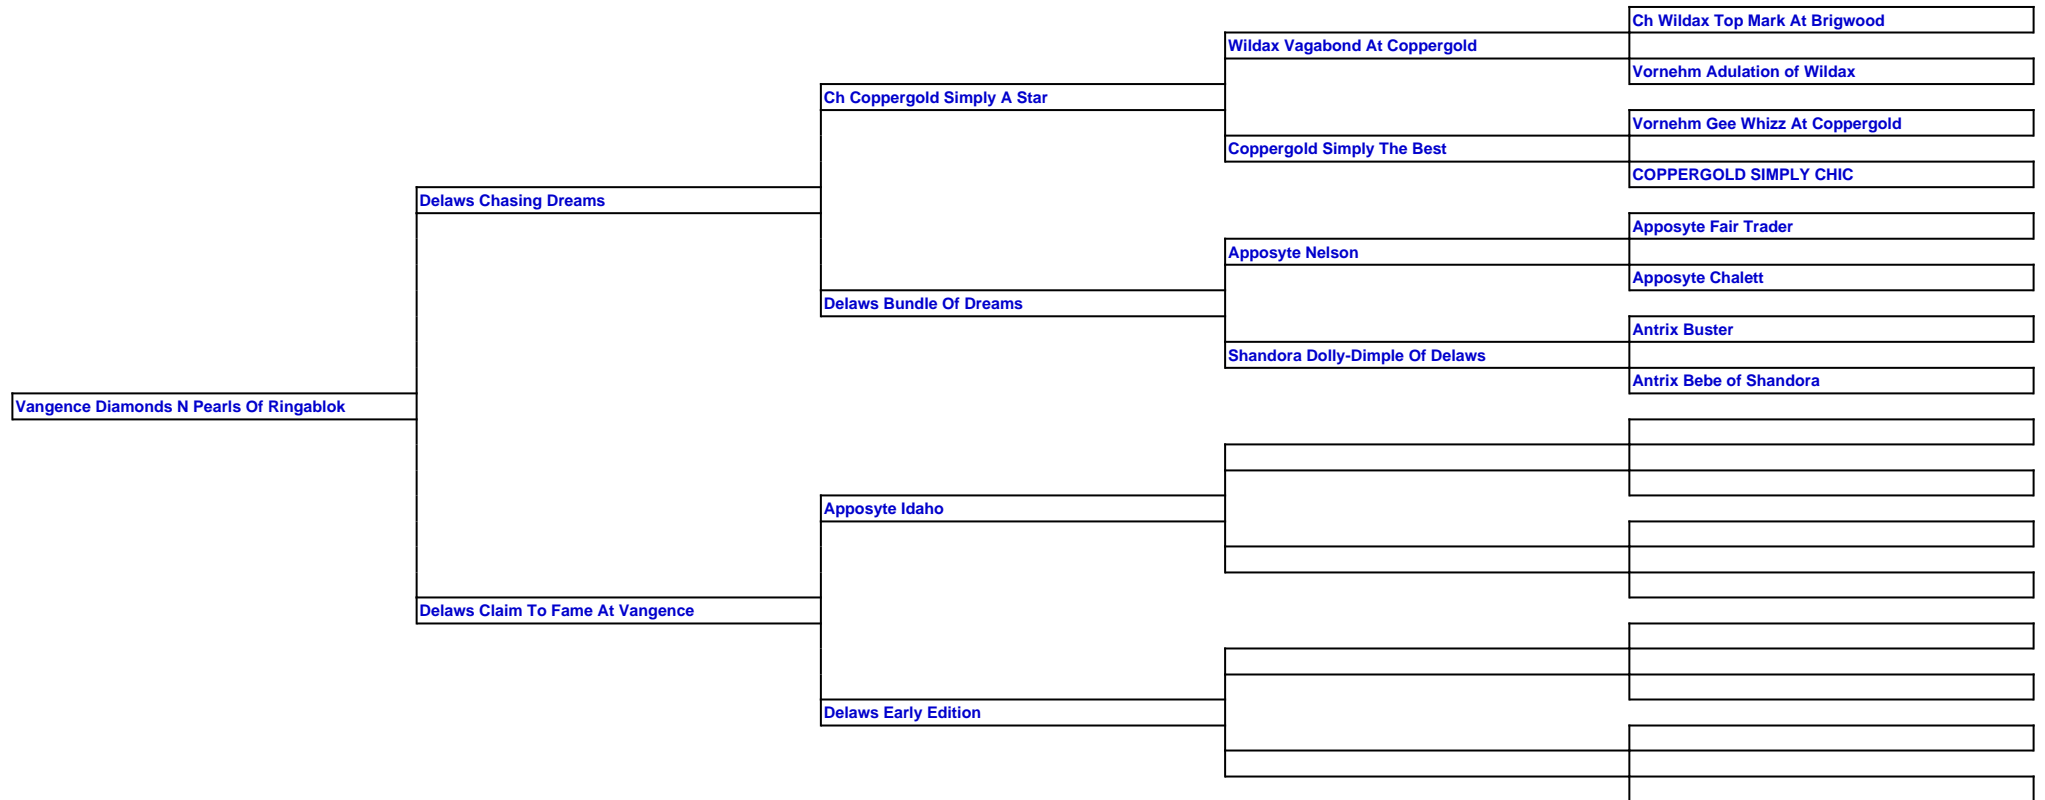 Ch Wildax Top Mark At Brigwood
Wildax Vagabond At Coppergold
Vornehm Adulation of Wildax
Ch Coppergold Simply A Star
Vornehm Gee Whizz At Coppergold
Coppergold Simply The Best
COPPERGOLD SIMPLY CHIC
Delaws Chasing Dreams
Apposyte Fair Trader
Apposyte Nelson
Apposyte Chalett
Delaws Bundle Of Dreams
Antrix Buster
Shandora Dolly-Dimple Of Delaws
Antrix Bebe of Shandora
Vangence Diamonds N Pearls Of Ringablok
Apposyte Idaho
Delaws Claim To Fame At Vangence
Delaws Early Edition